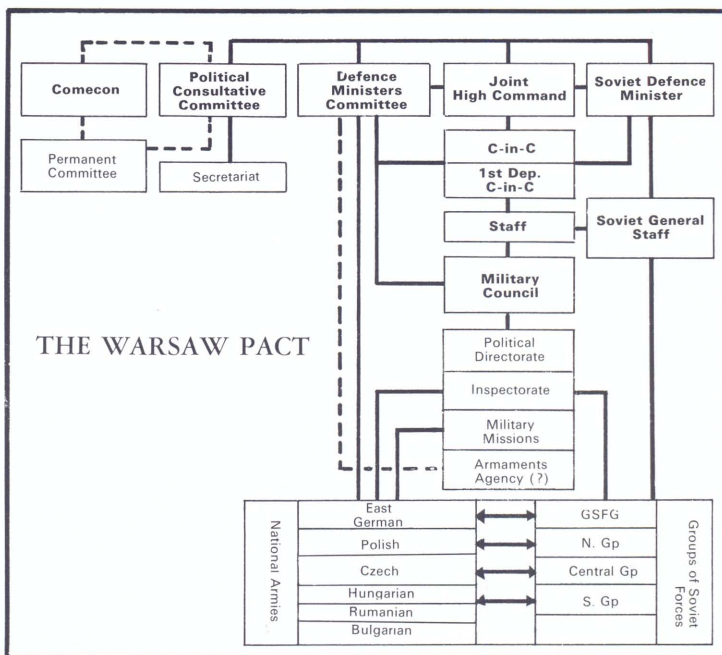 Comecon
Political
Consultative
Committee
Defence
Ministers
Committee
Joint
High Command
Soviet Defence
Minister
Permanent
Committee
Secretariat
C-in-C
1st Dep.
C-in-C
Staff
Soviet General
Staff
Military
Council
THE WARSAW PACT
Political
Directorate
Inspectorate
Military
Missions
Armaments
Agency (?)
National Armies
East
German
Polish
Czech
Hungarian
Rumanian
Bulgarian
GSFG
N. Gp
Central Gp
S. Gp
Groups of Soviet
Forces